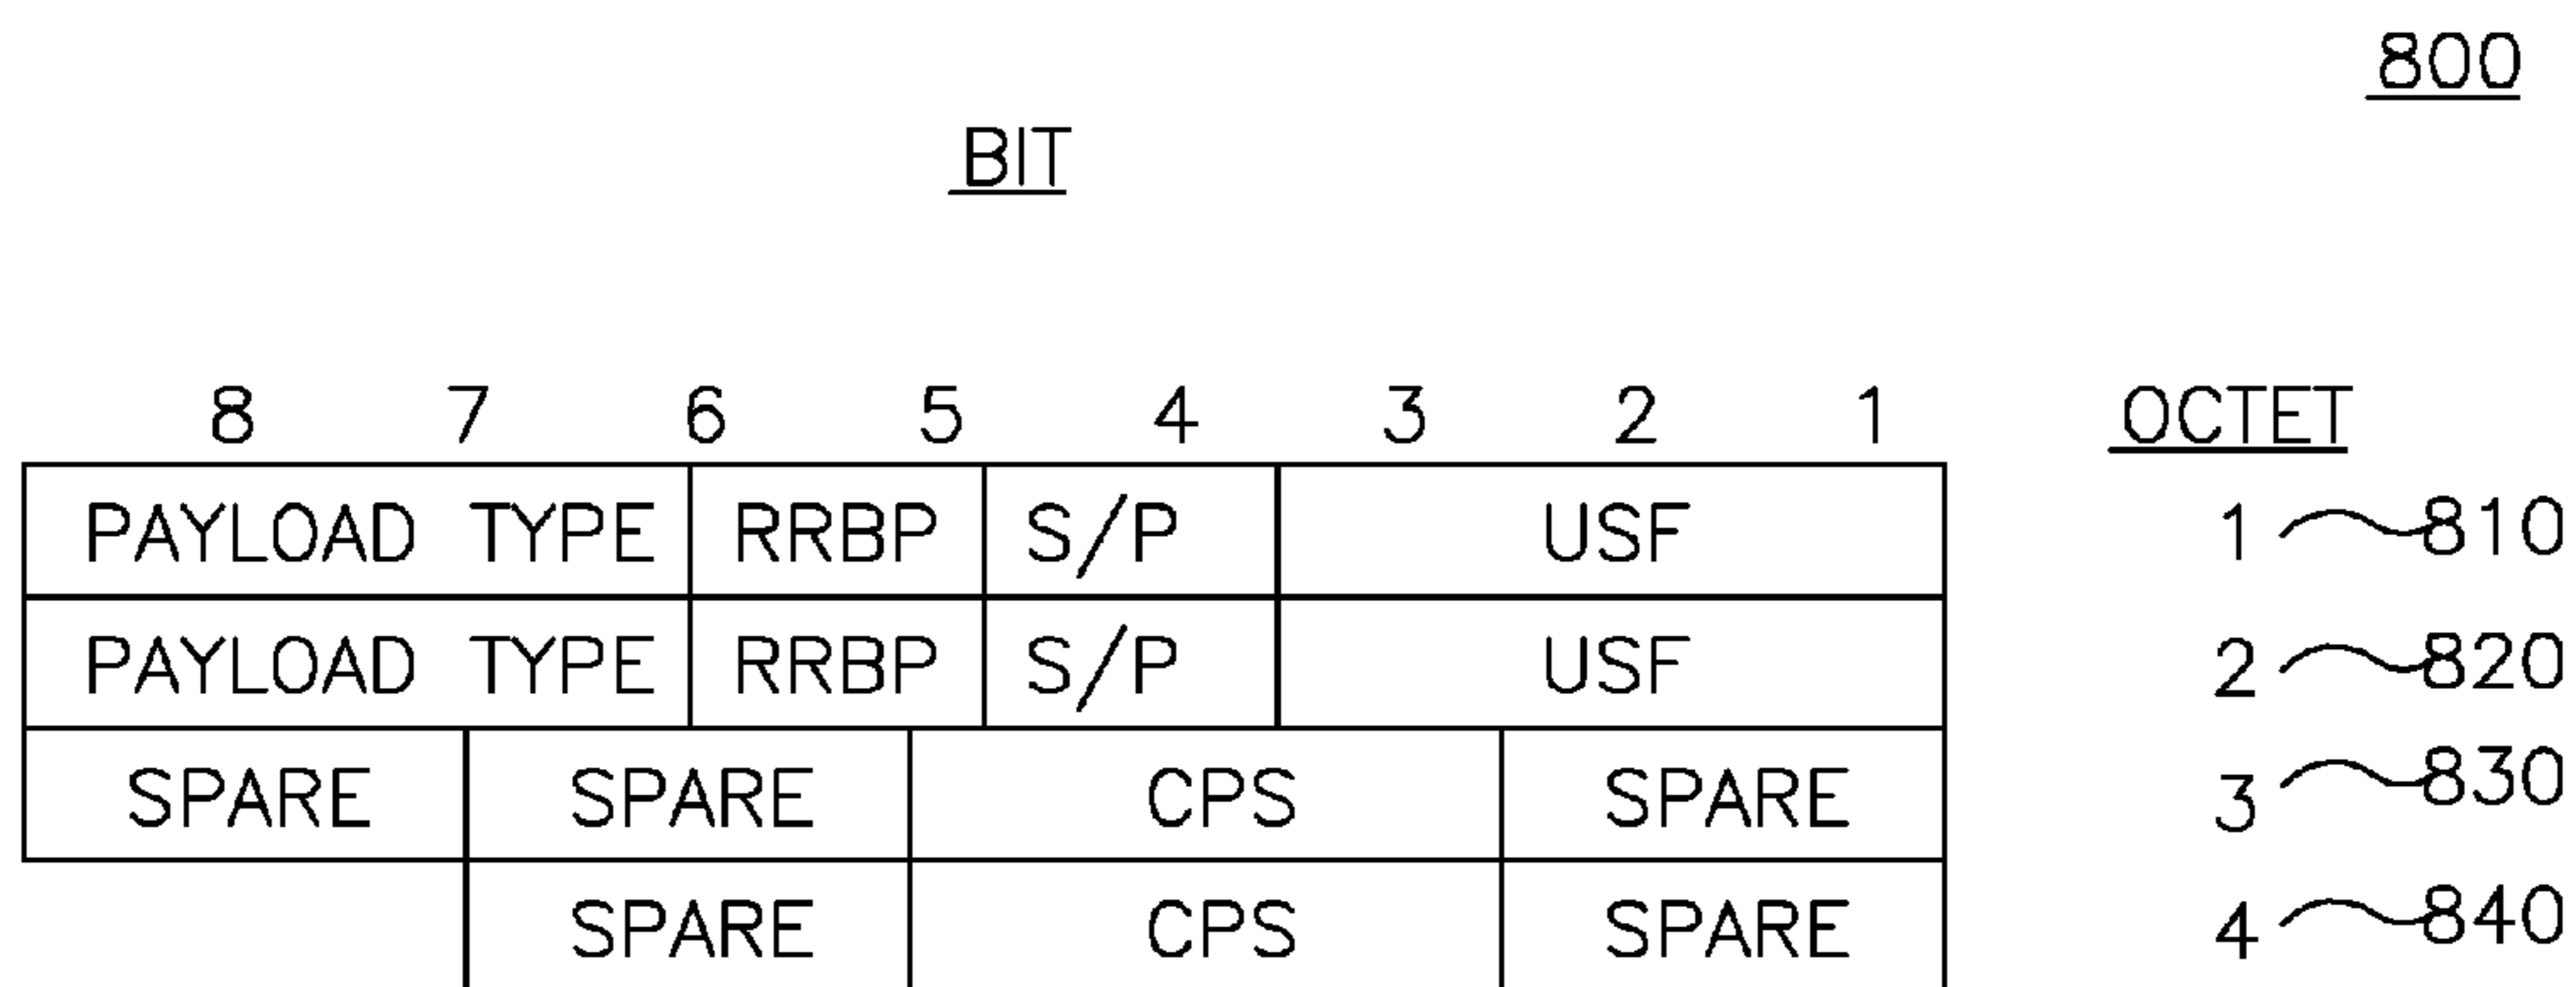 800
BIT
8 7 6 5 4 3 2 1 OCTET
PAYLOAD TYPE RRBP S/P USF 1 810
PAYLOAD TYPE RRBP S/P USF 2 820
SPARE SPARE CPS SPARE 3 830
SPARE CPS SPARE 4 840